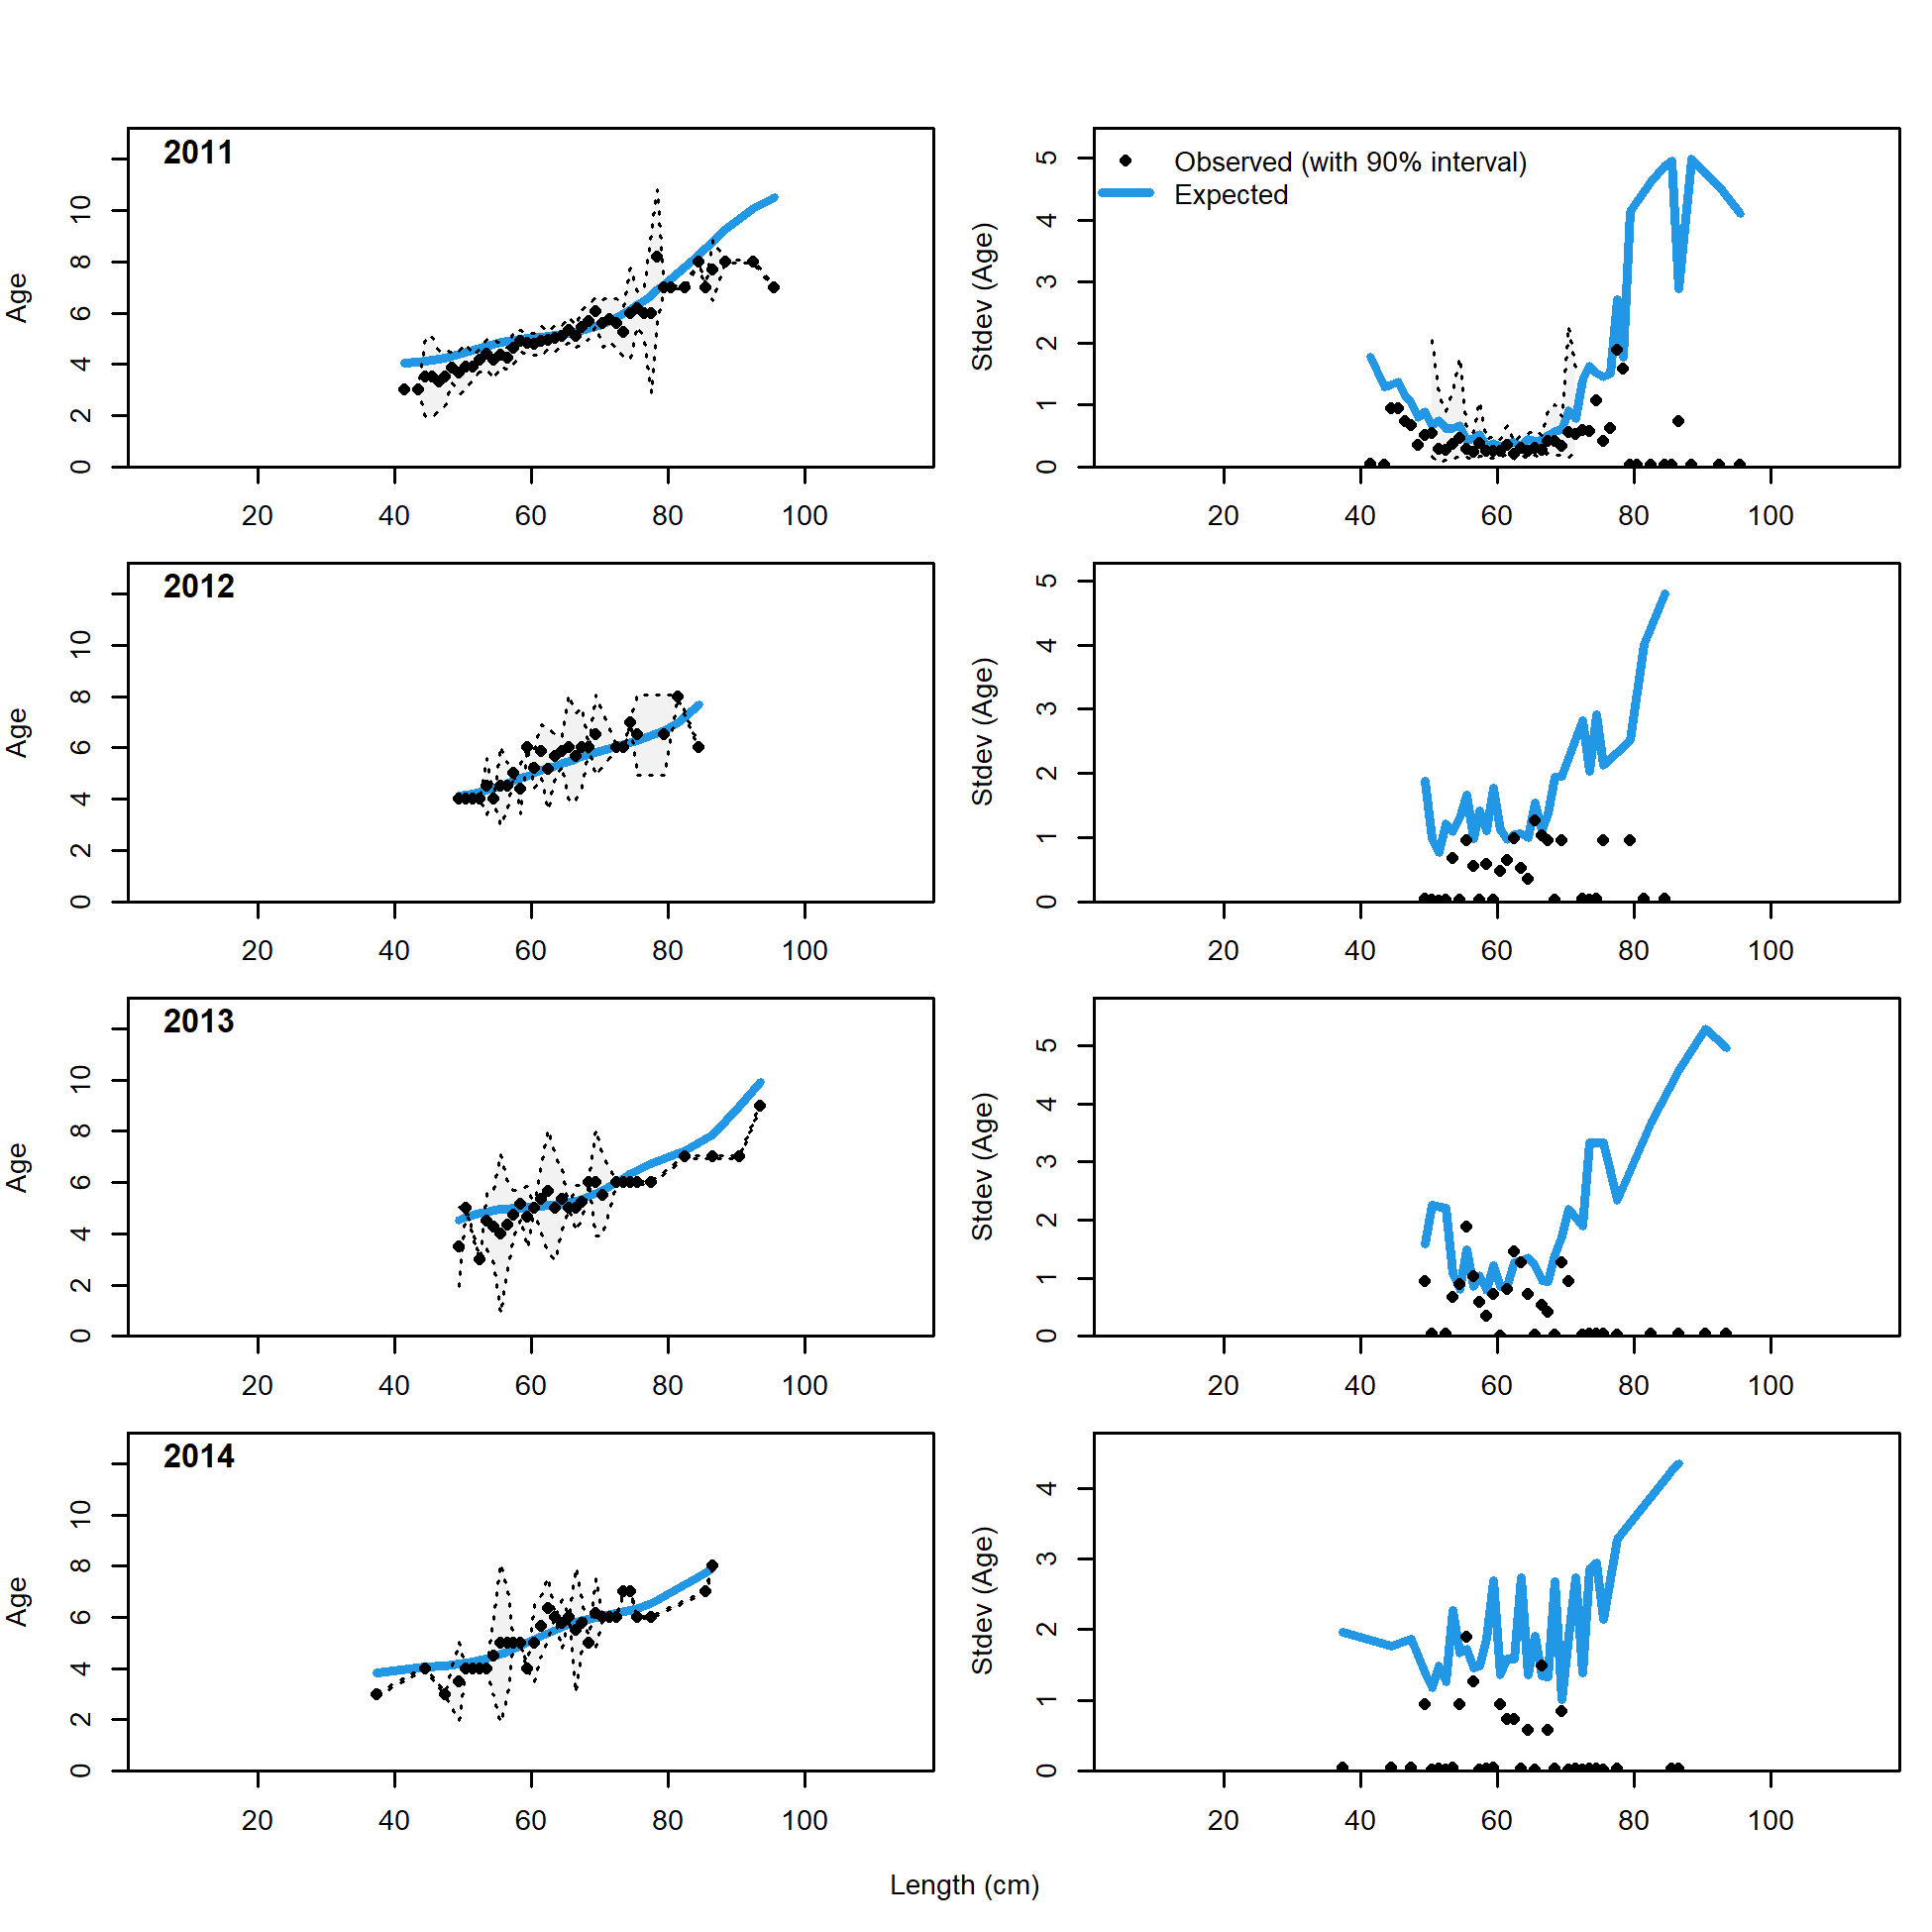 2011
Age
0 2 4 6 8 10
20 40 60 80 100
Observed (with 90% interval)
Expected
Stdev (Age)
0 1 2 3 4 5
20 40 60 80 100
2012
Age
0 2 4 6 8 10
20 40 60 80 100
Stdev (Age)
0 1 2 3 4 5
20 40 60 80 100
2013
Age
0 2 4 6 8 10
20 40 60 80 100
Stdev (Age)
0 1 2 3 4 5
20 40 60 80 100
2014
Age
0 2 4 6 8 10
20 40 60 80 100
Stdev (Age)
0 1 2 3 4
20 40 60 80 100
Length (cm)